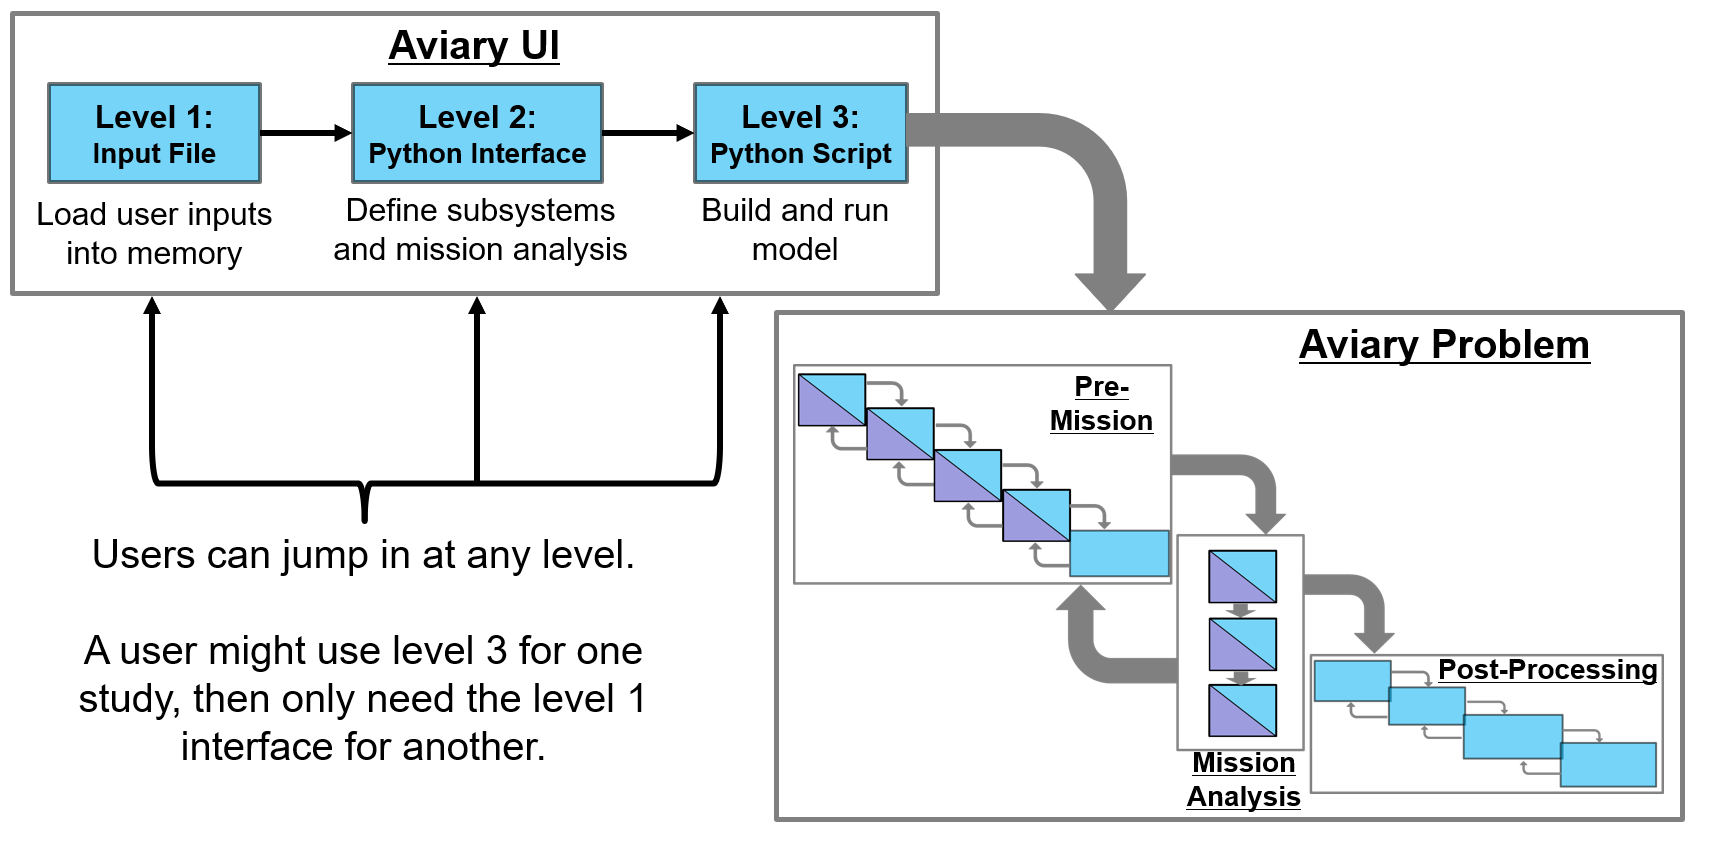 Aviary UI
Level 1:
Input File
Level 2:
Python Interface
Level 3:
Python Script
Load user inputs
into memory
Define subsystems
and mission analysis
Build and run
model
Users can jump in at any level.
A user might use level 3 for one
study, then only need the level 1
interface for another.
Aviary Problem
Pre-
Mission
Mission
Analysis
Post-Processing